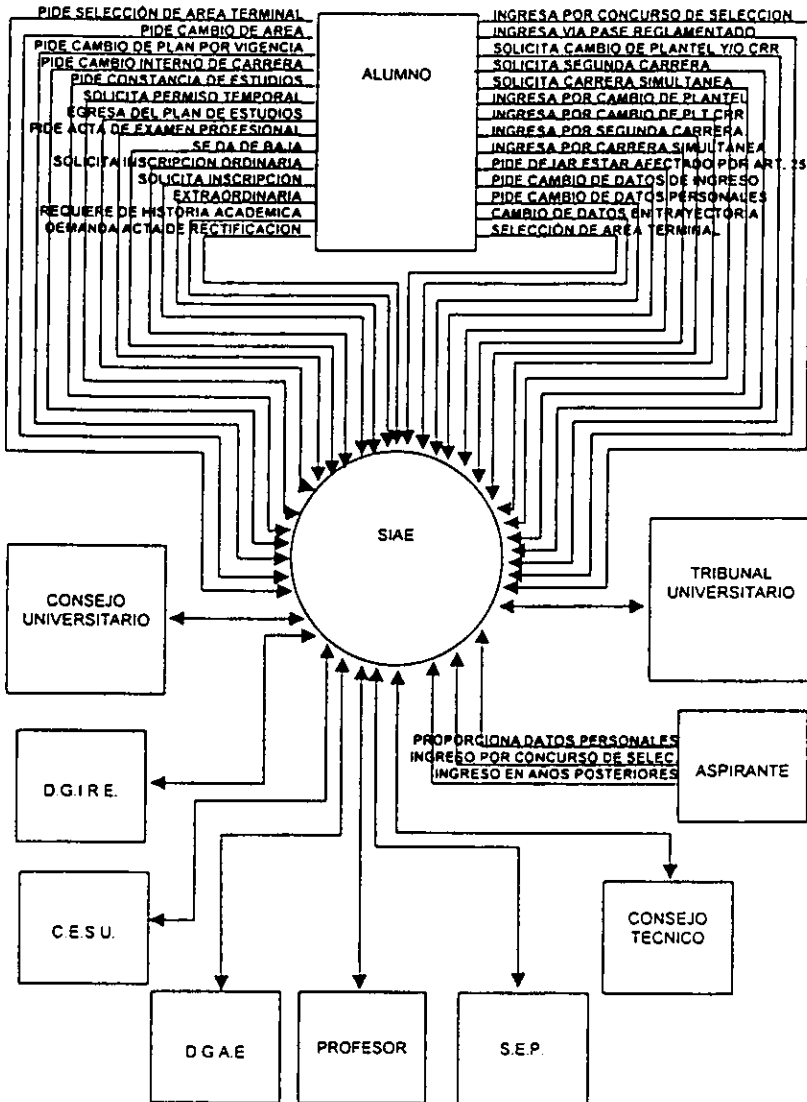 PIDE SELECCIÓN DE AREA TERMINAL
PIDE CAMBIO DE AREA
PIDE CAMBIO DE PLAN POR VIGENCIA
PIDE CAMBIO INTERNO DE CARRERA
PIDE CONSTANCIA DE ESTUDIOS
SOLICITA PERMISO TEMPORAL
EGRESA DEL PLAN DE ESTUDIOS
PIDE ACTA DE EXAMEN PROFESIONAL
SE DA DE BAJA
SOLICITA INSCRIPCION ORDINARIA
SOLICITA INSCRIPCION
EXTRAORDINARIA
REQUIERE DE HISTORIA ACADEMICA
DEMANDA ACTA DE RECTIFICACION
ALUMNO
INGRESA POR CONCURSO DE SELECCION
INGRESA VIA PASE REGLAMENTADO
SOLICITA CAMBIO DE PLANTEL Y/O CRR
SOLICITA SEGUNDA CARRERA
SOLICITA CARRERA SIMULTANEA
INGRESA POR CAMBIO DE PLANTEL
INGRESA POR CAMBIO DE PLT CRR
INGRESA POR SEGUNDA CARRERA
INGRESA POR CARRERA SIMULTANEA
PIDE DEJAR ESTAR AFECTADO POR ART. 25
PIDE CAMBIO DE DATOS DE INGRESO
PIDE CAMBIO DE DATOS PERSONALES
CAMBIO DE DATOS EN TRAYECTORIA
SELECCIÓN DE AREA TERMINAL
SIAE
CONSEJO
UNIVERSITARIO
TRIBUNAL
UNIVERSITARIO
D.G.I R E.
PROPORCIONA DATOS PERSONALES
INGRESO POR CONCURSO DE SELEC.
INGRESO EN ANOS POSTERIORES
ASPIRANTE
C.E.S U.
CONSEJO
TECNICO
D G A.E
PROFESOR
S.E.P.